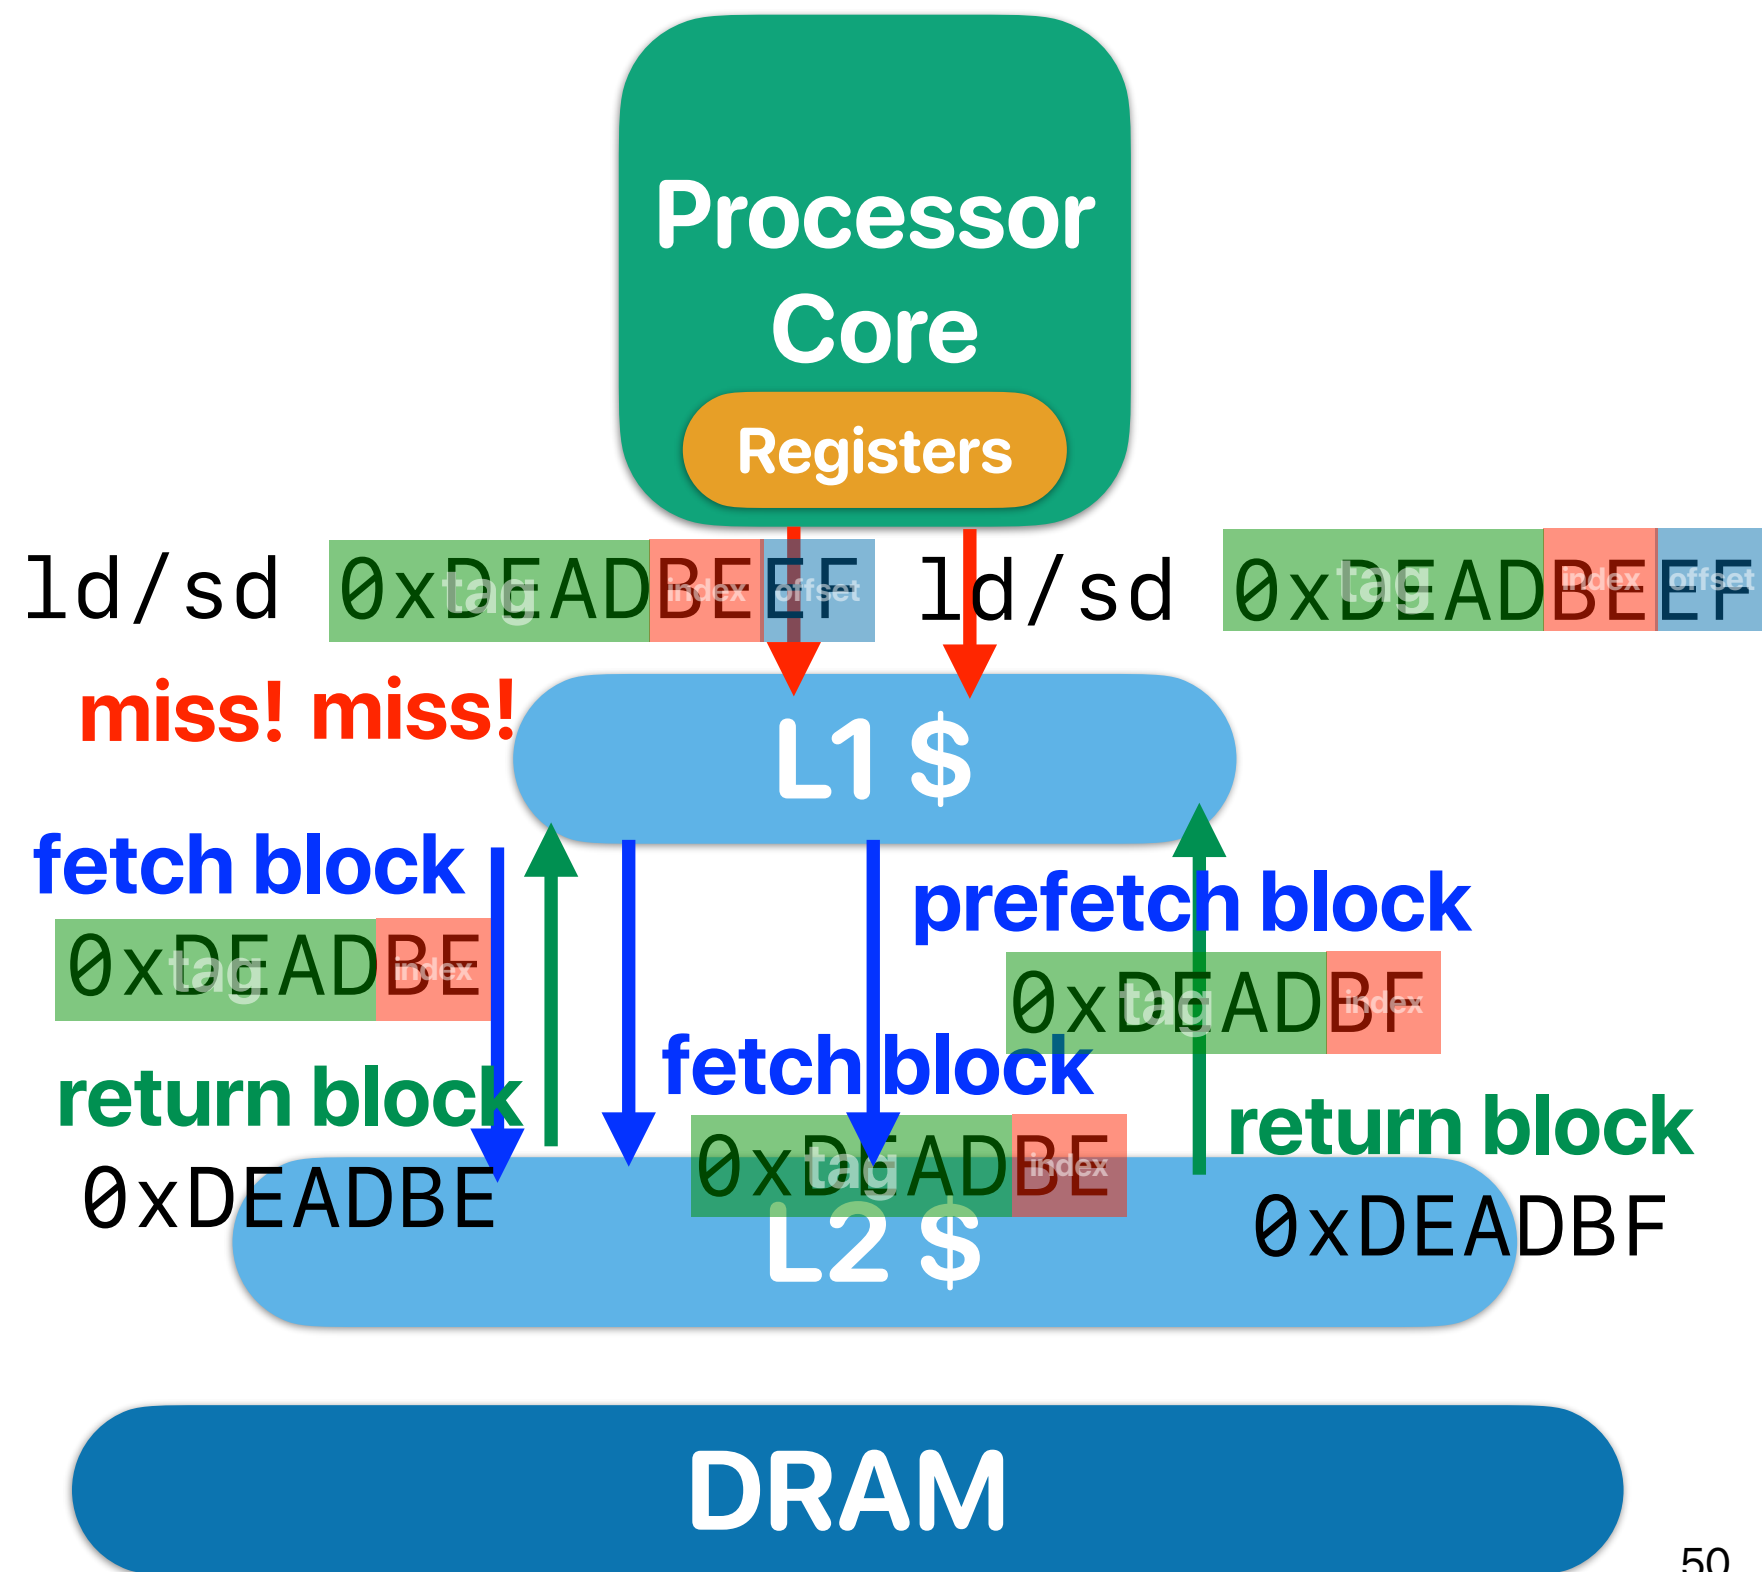 Processor
Core
Registers
ld/sd 0xDEADBEEF ld/sd 0xDEADBEEF
tag index offset tag index offset
miss! miss!
L1 $
fetch block
prefetch block
0xDEADBE
tag index
0xDEADBF
tag index
fetch block
return block
return block
0xDEADBE
tag index
0xDEADBE
0xDEADBF
L2 $
DRAM
50